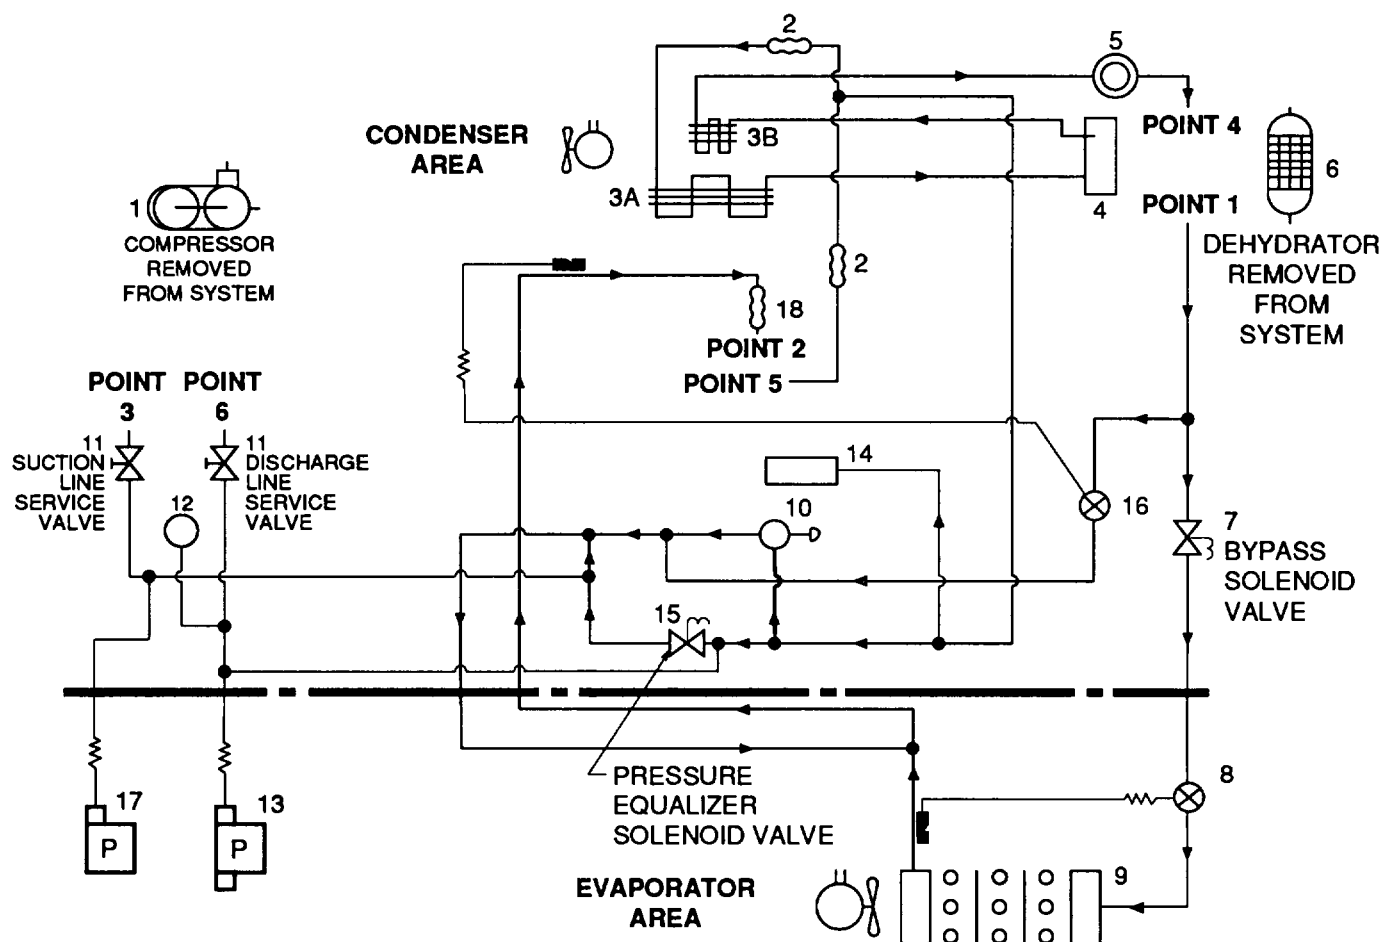 2
5
POINT 4
CONDENSER
AREA
3B
6
1
3A
4
POINT 1
COMPRESSOR
REMOVED
FROM SYSTEM
DEHYDRATOR
REMOVED
FROM
SYSTEM
2
18
POINT 2
POINT 5
POINT
3
POINT
6
11
SUCTION
LINE
SERVICE
VALVE
11
DISCHARGE
LINE
SERVICE
VALVE
12
14
10
16
7
BYPASS
SOLENOID
VALVE
15
PRESSURE
EQUALIZER
SOLENOID VALVE
8
17
P
13
P
9
EVAPORATOR
AREA